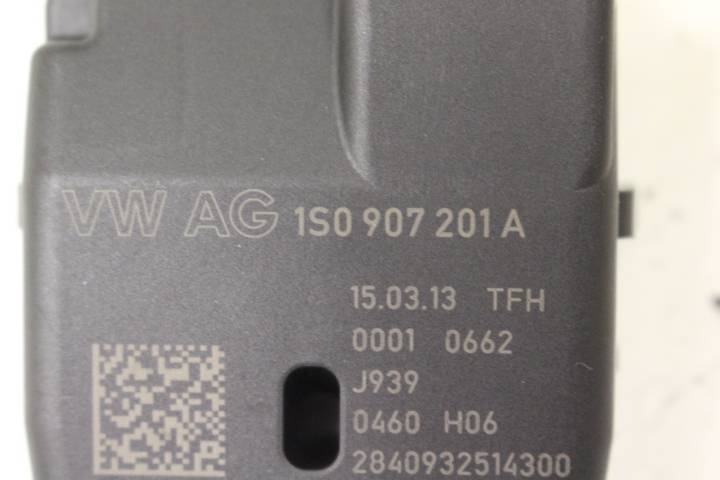 VW AG 1S0 907 201 A
15.03.13 TFH
0001 0662
J939
0460 H06
2840932514300